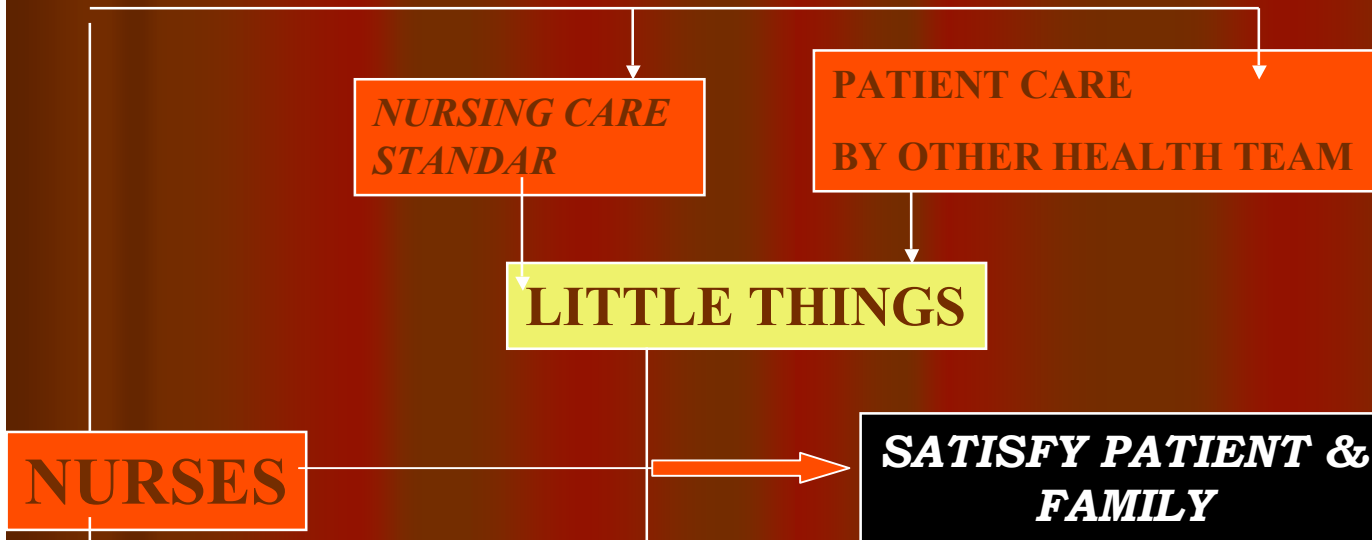 NURSING CARE
STANDAR
PATIENT CARE
BY OTHER HEALTH TEAM
LITTLE THINGS
NURSES
SATISFY PATIENT &
FAMILY